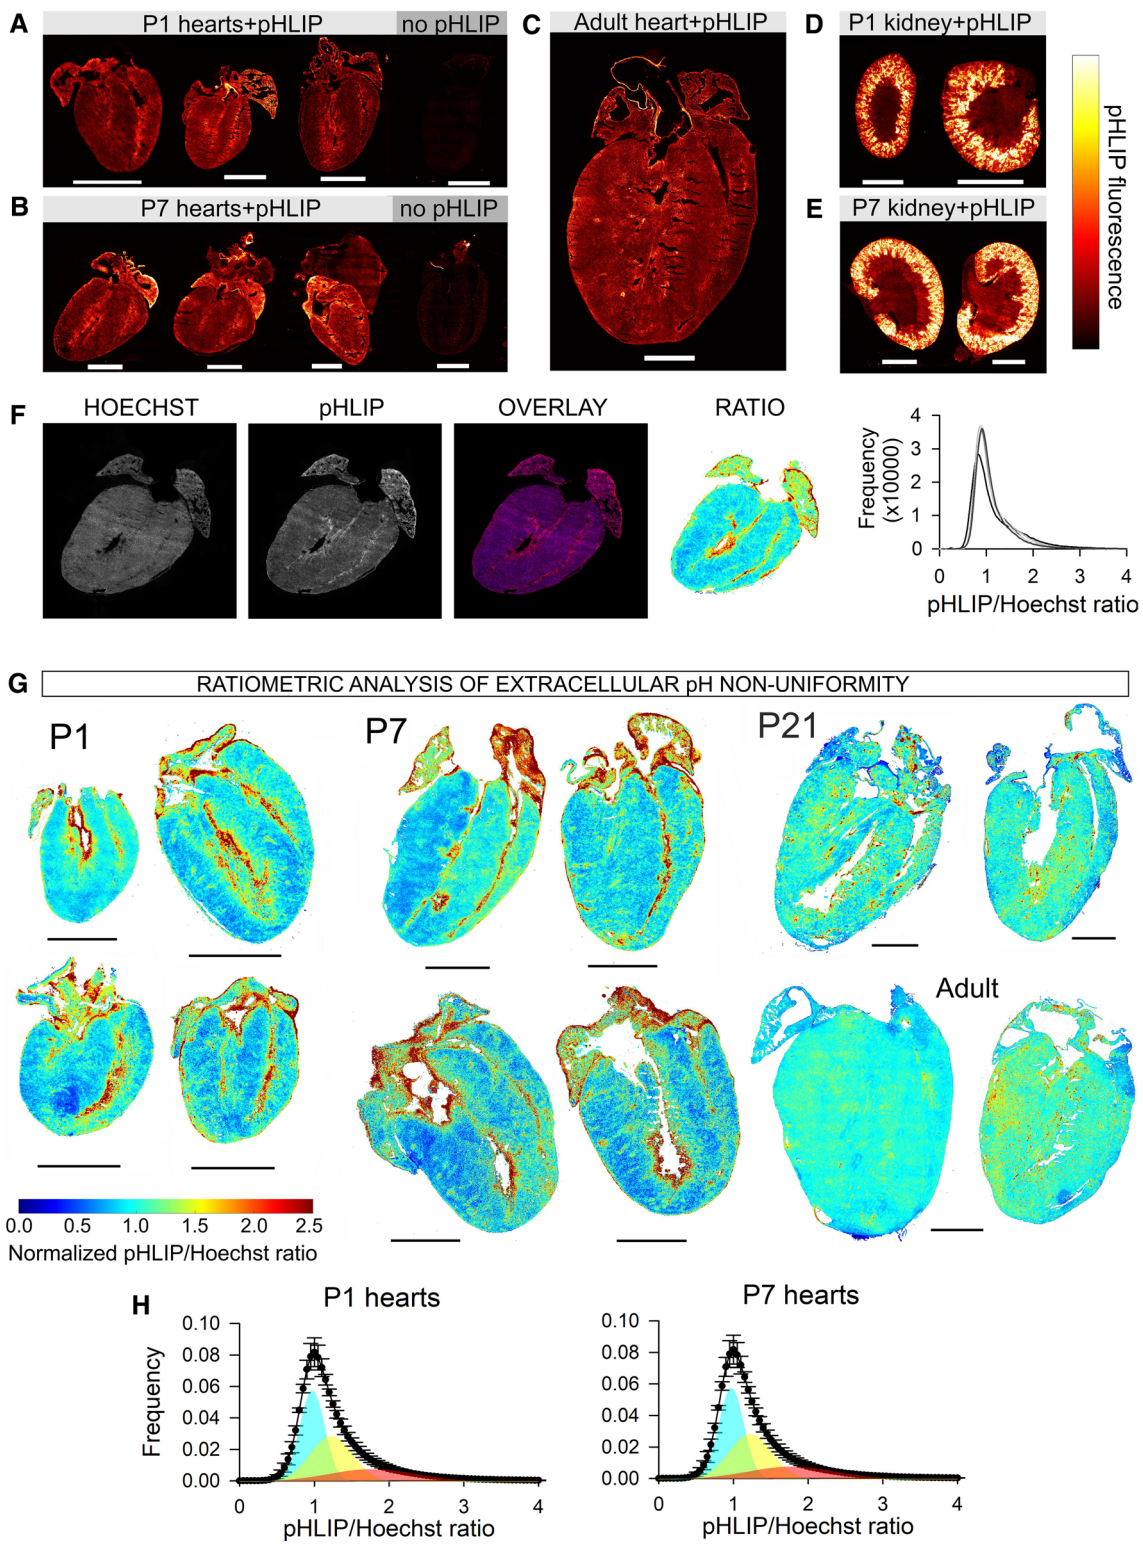 A
P1 hearts+pHLIP
no pHLIP
C
Adult heart+pHLIP
D
P1 kidney+pHLIP
pHLIP fluorescence
B
P7 hearts+pHLIP
no pHLIP
E
P7 kidney+pHLIP
F
HOECHST
pHLIP
OVERLAY
RATIO
Frequency
(x10000)
4
3
2
1
0
0 1 2 3 4
pHLIP/Hoechst ratio
G
RATIOMETRIC ANALYSIS OF EXTRACELLULAR pH NON-UNIFORMITY
P1
P7
P21
Adult
0.0 0.5 1.0 1.5 2.0 2.5
Normalized pHLIP/Hoechst ratio
H
P1 hearts
Frequency
0.10
0.08
0.06
0.04
0.02
0.00
0 1 2 3 4
pHLIP/Hoechst ratio
P7 hearts
0.10
0.08
0.06
0.04
0.02
0.00
0 1 2 3 4
pHLIP/Hoechst ratio